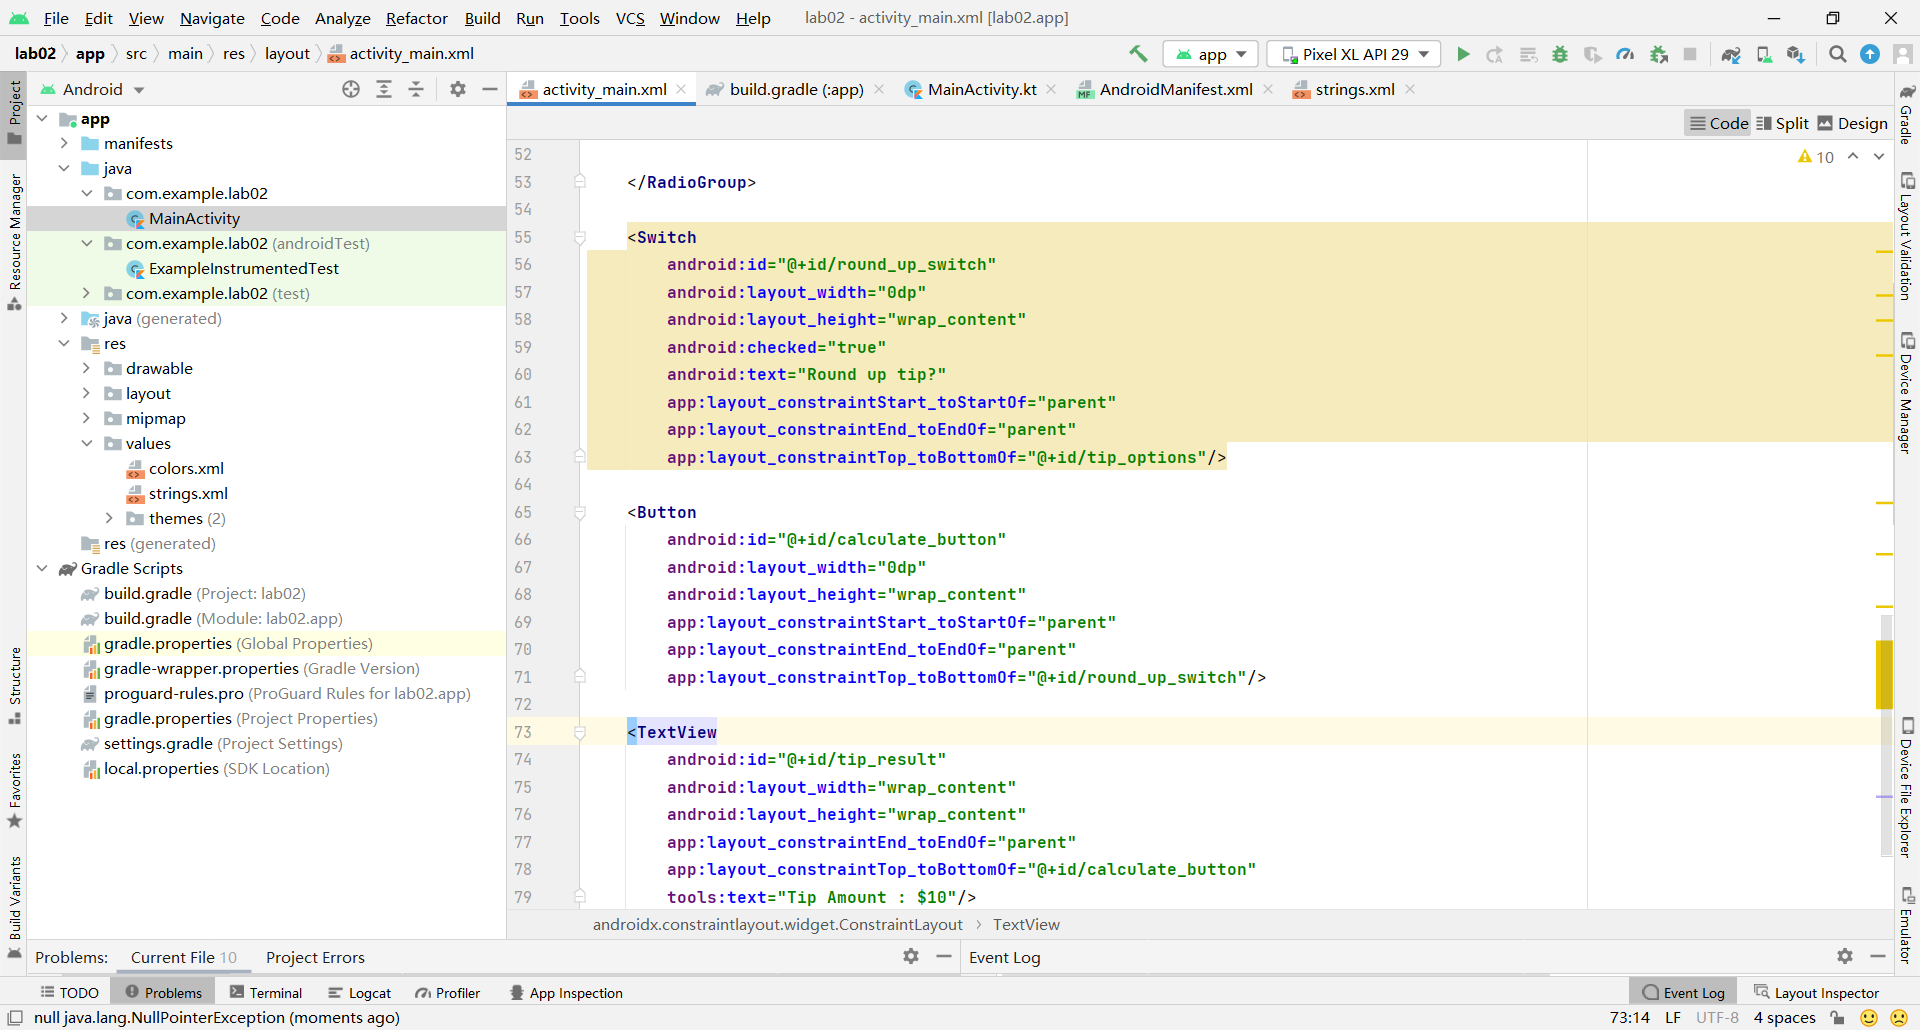 File Edit View Navigate Code Analyze Refactor Build Run Tools VCS Window Help lab02 - activity_main.xml [lab02.app]
lab02 app src main res layout activity_main.xml app Pixel XL API 29
Project
Resource Manager
Structure
Favorites
Build Variants
Android
app
manifests
java
com.example.lab02
MainActivity
com.example.lab02 (androidTest)
ExampleInstrumentedTest
com.example.lab02 (test)
java (generated)
res
drawable
layout
mipmap
values
colors.xml
strings.xml
themes (2)
res (generated)
Gradle Scripts
build.gradle (Project: lab02)
build.gradle (Module: lab02.app)
gradle.properties (Global Properties)
gradle-wrapper.properties (Gradle Version)
proguard-rules.pro (ProGuard Rules for lab02.app)
gradle.properties (Project Properties)
settings.gradle (Project Settings)
local.properties (SDK Location)
activity_main.xml build.gradle (:app) MainActivity.kt MF AndroidManifest.xml strings.xml
Code Split Design
10
52
53 </RadioGroup>
54
55 <Switch
56 android:id="@+id/round_up_switch"
57 android:layout_width="0dp"
58 android:layout_height="wrap_content"
59 android:checked="true"
60 android:text="Round up tip?"
61 app:layout_constraintStart_toStartOf="parent"
62 app:layout_constraintEnd_toEndOf="parent"
63 app:layout_constraintTop_toBottomOf="@+id/tip_options"/>
64
65 <Button
66 android:id="@+id/calculate_button"
67 android:layout_width="0dp"
68 android:layout_height="wrap_content"
69 app:layout_constraintStart_toStartOf="parent"
70 app:layout_constraintEnd_toEndOf="parent"
71 app:layout_constraintTop_toBottomOf="@+id/round_up_switch"/>
72
73 <TextView
74 android:id="@+id/tip_result"
75 android:layout_width="wrap_content"
76 android:layout_height="wrap_content"
77 app:layout_constraintEnd_toEndOf="parent"
78 app:layout_constraintTop_toBottomOf="@+id/calculate_button"
79 tools:text="Tip Amount : $10"/>
androidx.constraintlayout.widget.ConstraintLayout TextView
Gradle
Layout Validation
Device Manager
Device File Explorer
Emulator
Problems: Current File 10 Project Errors Event Log
TODO Problems Terminal Logcat Profiler App Inspection Event Log Layout Inspector
null java.lang.NullPointerException (moments ago) 73:14 LF UTF-8 4 spaces